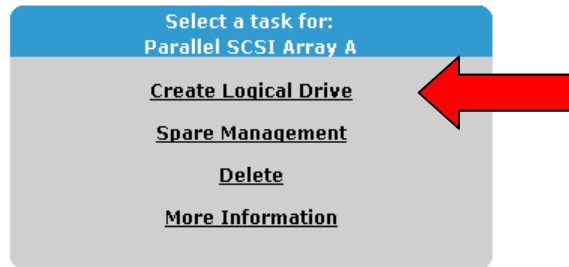 Select a task for:
Parallel SCSI Array A
Create Logical Drive
Spare Management
Delete
More Information